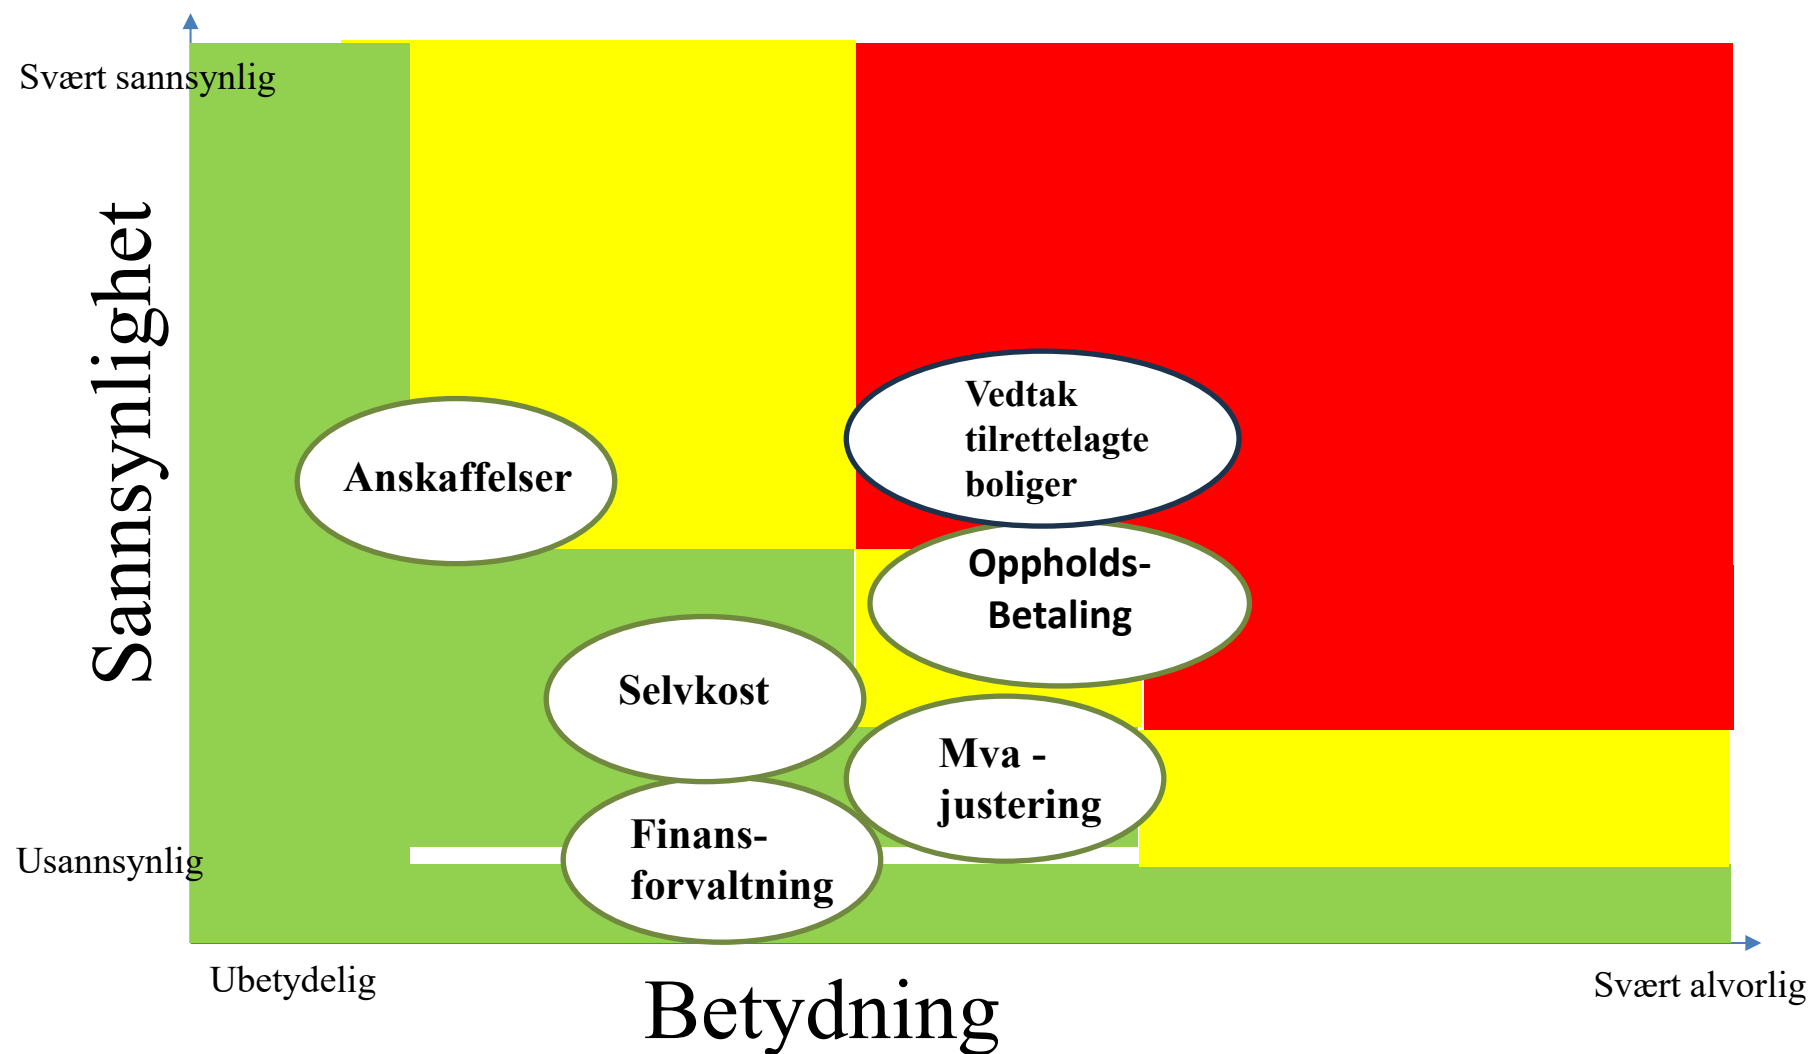 Svært sannsynlig
Sannsynlighet
Vedtak
tilrettelagte
boliger
Anskaffelser
Oppholds-
Betaling
Selvkost
Mva -
justering
Finans-
forvaltning
Usannsynlig
Ubetydelig
Betydning
Svært alvorlig